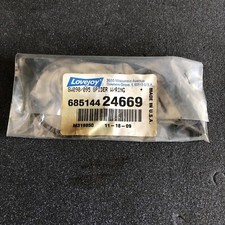 Lovejoy
SW090/095 SPIDER W/RING
685144 24669
MADE IN U.S.A.
11-18-09